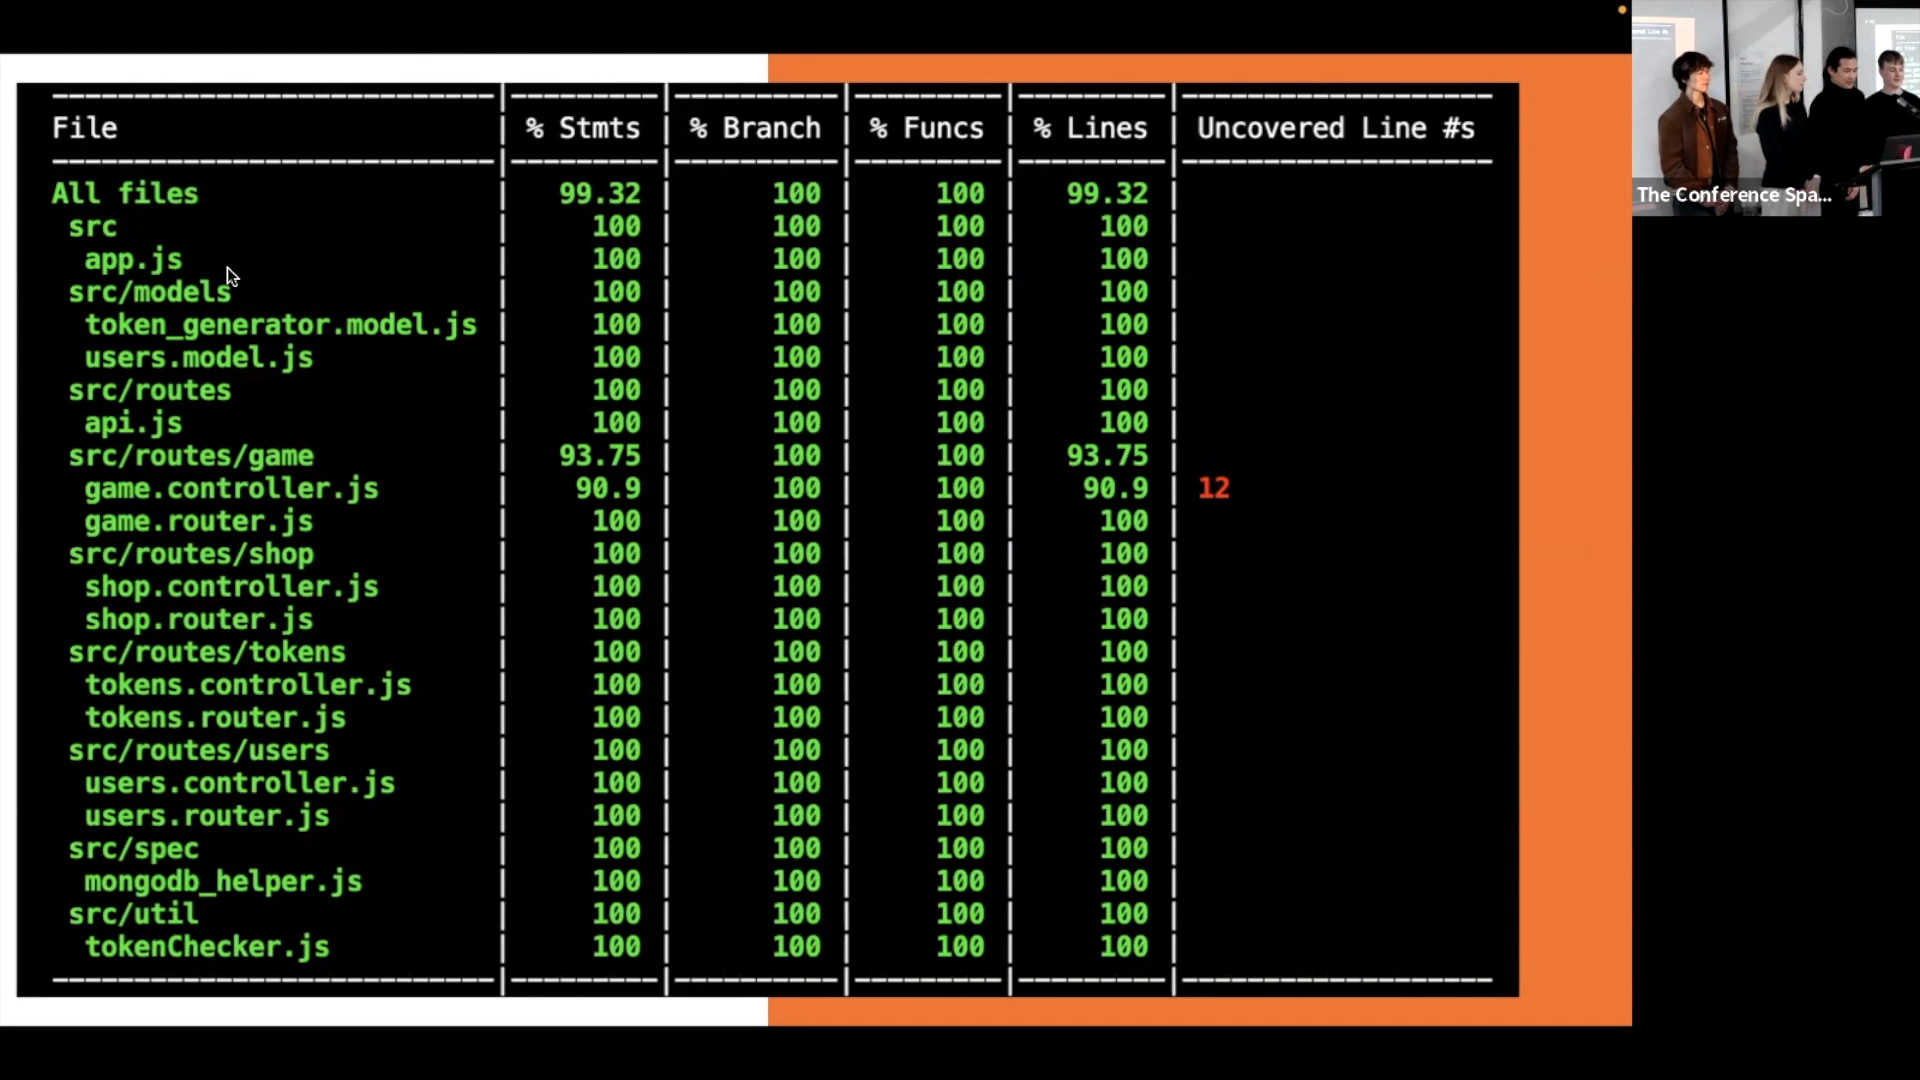 File | % Stmts | % Branch | % Funcs | % Lines | Uncovered Line #s
All files | 99.32 | 100 | 100 | 99.32 |
src | 100 | 100 | 100 | 100 |
app.js | 100 | 100 | 100 | 100 |
src/models | 100 | 100 | 100 | 100 |
token_generator.model.js | 100 | 100 | 100 | 100 |
users.model.js | 100 | 100 | 100 | 100 |
src/routes | 100 | 100 | 100 | 100 |
api.js | 100 | 100 | 100 | 100 |
src/routes/game | 93.75 | 100 | 100 | 93.75 |
game.controller.js | 90.9 | 100 | 100 | 90.9 | 12
game.router.js | 100 | 100 | 100 | 100 |
src/routes/shop | 100 | 100 | 100 | 100 |
shop.controller.js | 100 | 100 | 100 | 100 |
shop.router.js | 100 | 100 | 100 | 100 |
src/routes/tokens | 100 | 100 | 100 | 100 |
tokens.controller.js | 100 | 100 | 100 | 100 |
tokens.router.js | 100 | 100 | 100 | 100 |
src/routes/users | 100 | 100 | 100 | 100 |
users.controller.js | 100 | 100 | 100 | 100 |
users.router.js | 100 | 100 | 100 | 100 |
src/spec | 100 | 100 | 100 | 100 |
mongodb_helper.js | 100 | 100 | 100 | 100 |
src/util | 100 | 100 | 100 | 100 |
tokenChecker.js | 100 | 100 | 100 | 100 |
The Conference Spa...